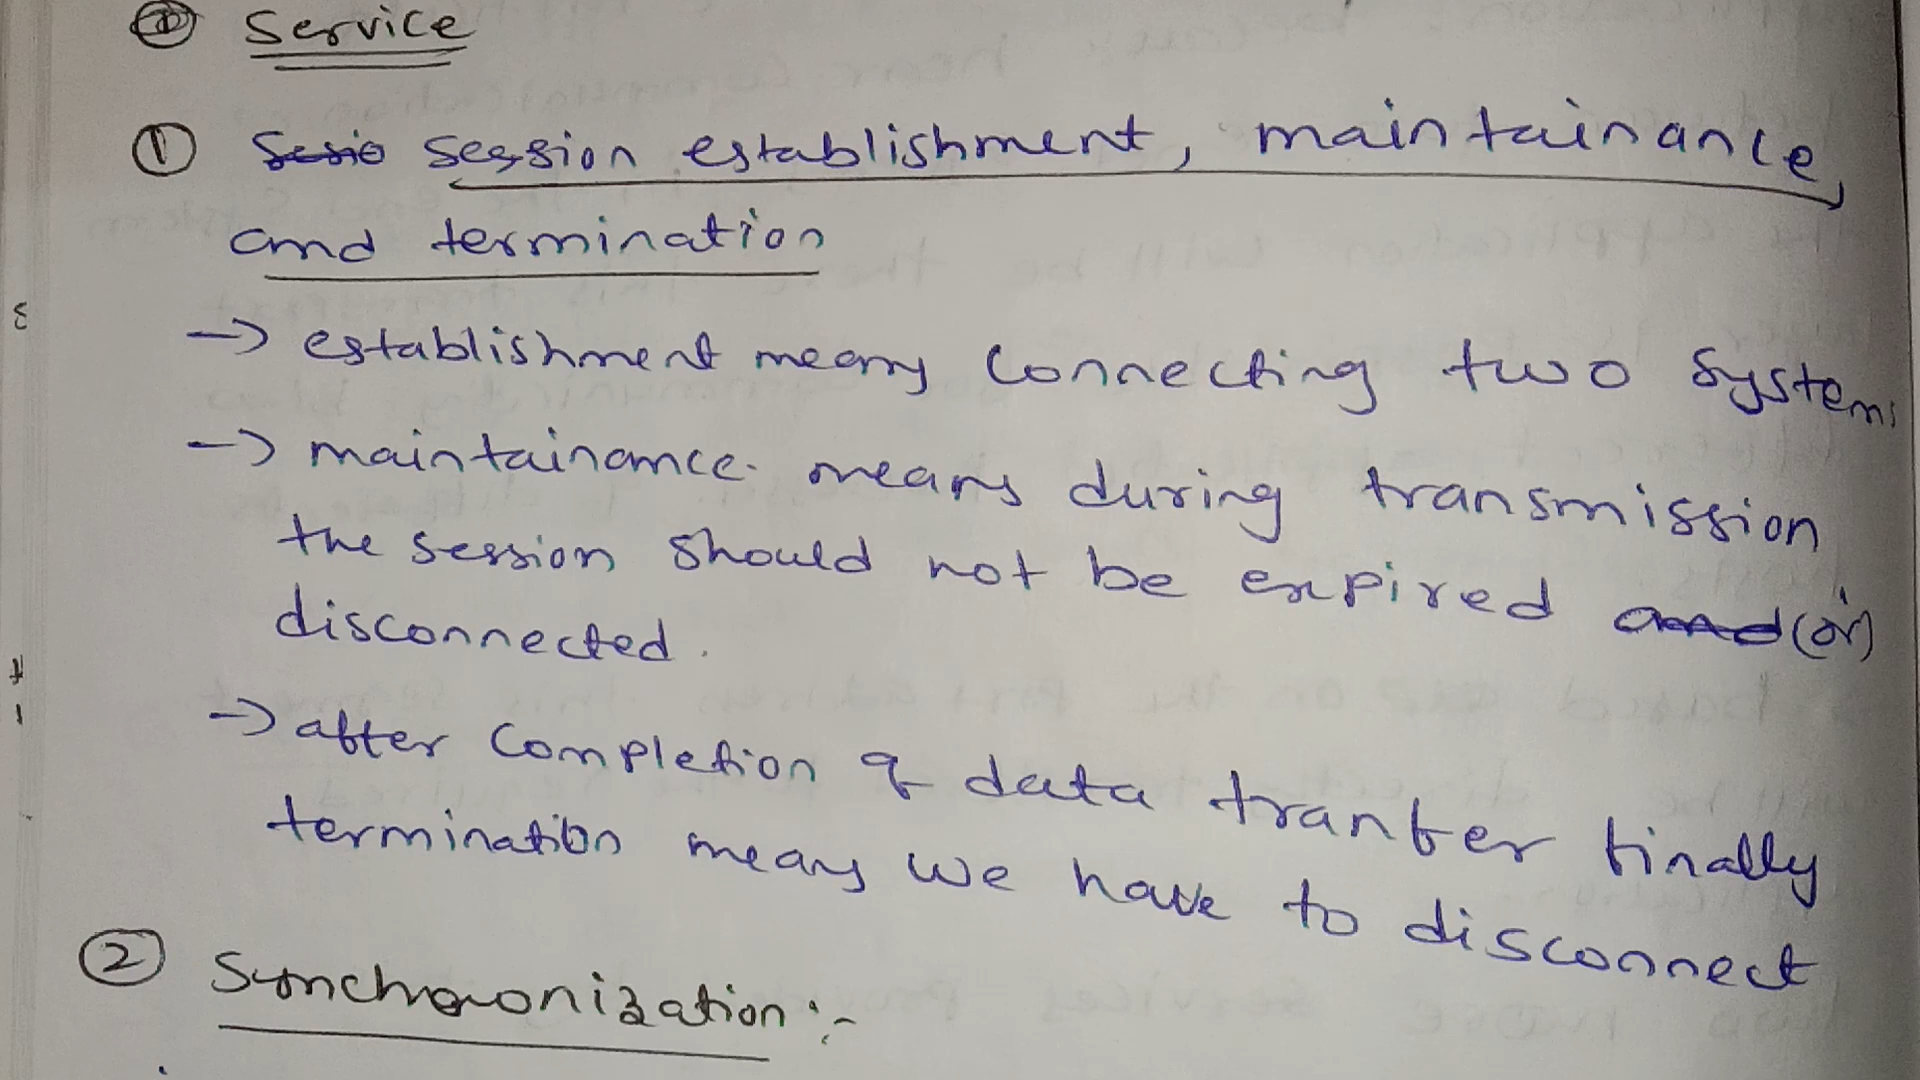 Service
① ~~Sesio~~ Session establishment, maintainance,
and termination
→ establishment means Connecting two Systems
→ maintainance means during transmission
the session should not be expired ~~and~~ (or)
disconnected.
→ after Completion of data tranfer finally
termination means we have to disconnect
② Synchronization :-